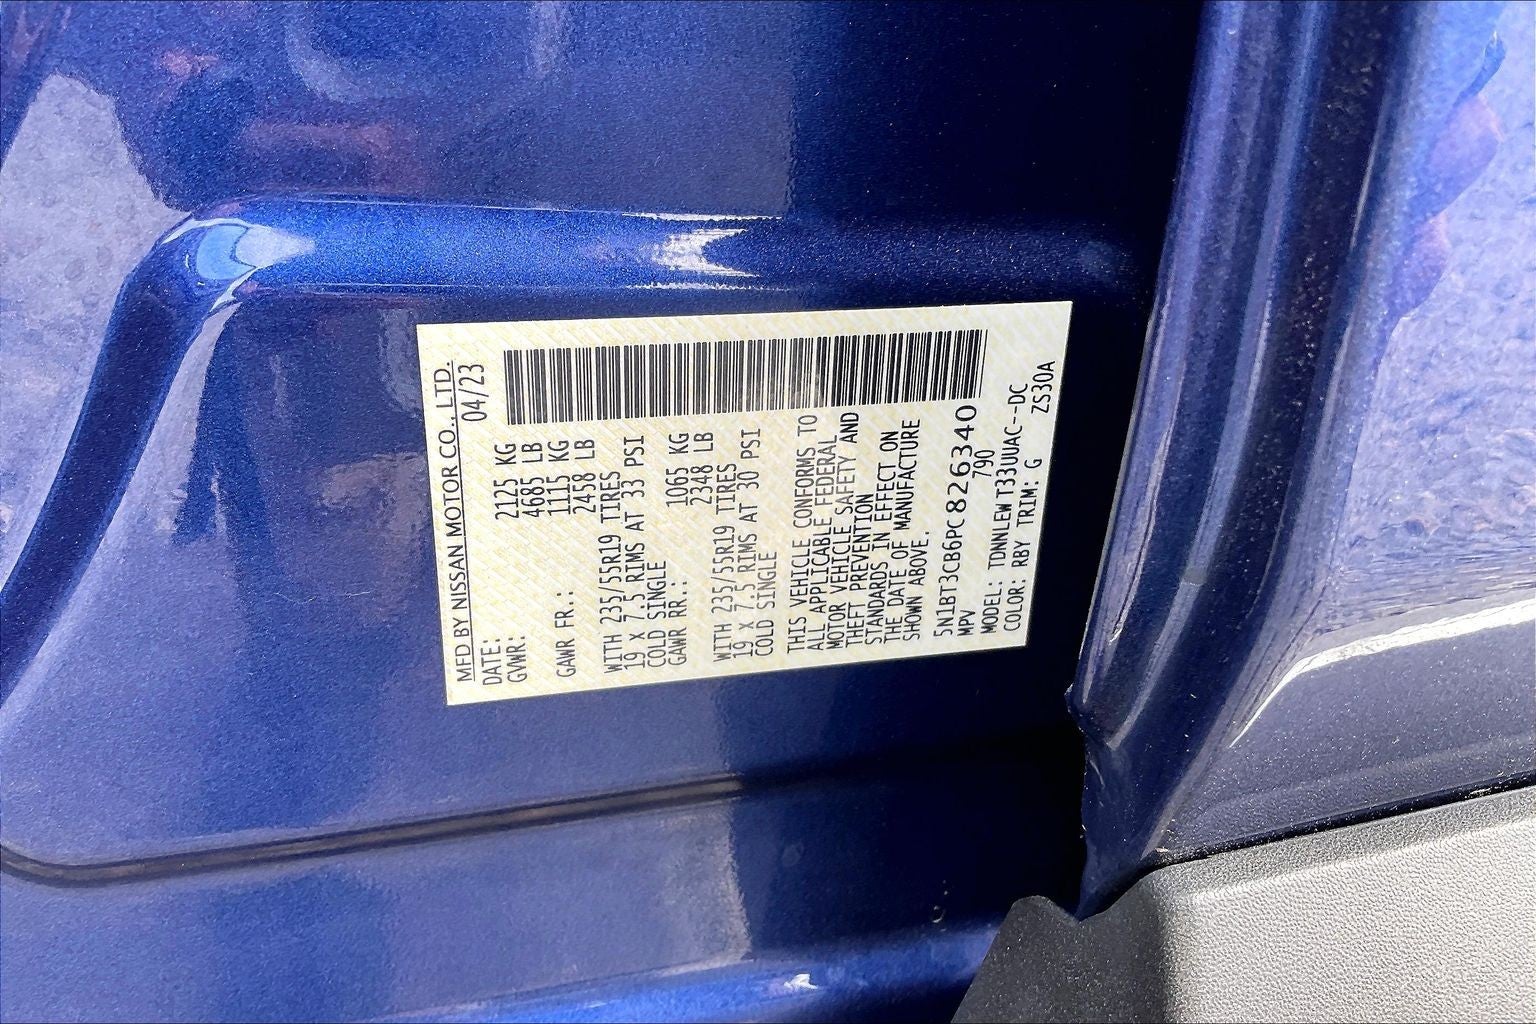 MFD BY NISSAN MOTOR CO., LTD.
DATE: 04/23
GVWR: 2125 KG
4685 LB
GAWR FR.: 1115 KG
2458 LB
WITH 235/55R19 TIRES
19 x 7.5 RIMS AT 33 PSI
COLD SINGLE
GAWR RR.: 1065 KG
2348 LB
WITH 235/55R19 TIRES
19 x 7.5 RIMS AT 30 PSI
COLD SINGLE
THIS VEHICLE CONFORMS TO
ALL APPLICABLE FEDERAL
MOTOR VEHICLE SAFETY AND
THEFT PREVENTION
STANDARDS IN EFFECT ON
THE DATE OF MANUFACTURE
SHOWN ABOVE.
5N1BT3CB6PC826340
MPV 790
MODEL: TDNNLEW T33UUAC--DC
COLOR: RBY TRIM: G ZS30A